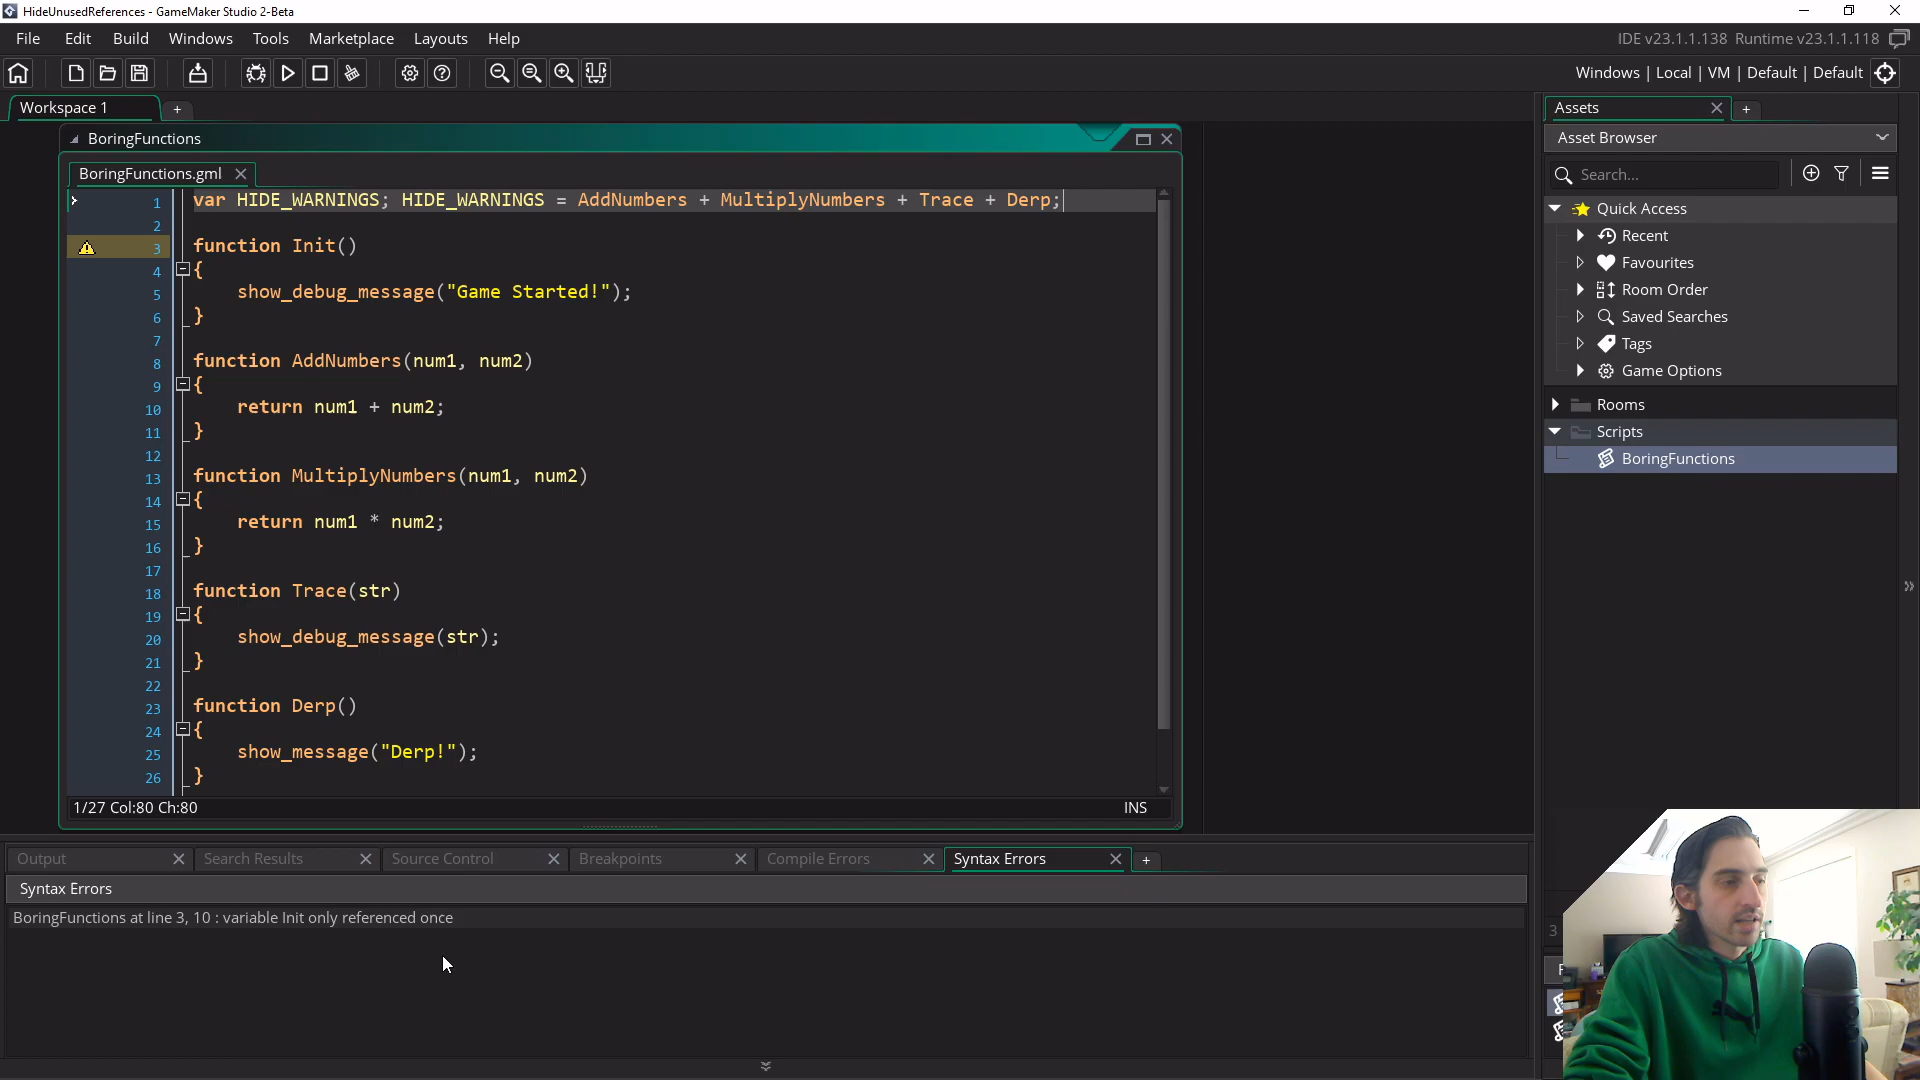 HideUnusedReferences - GameMaker Studio 2-Beta
File Edit Build Windows Tools Marketplace Layouts Help
IDE v23.1.1.138 Runtime v23.1.1.118
Windows | Local | VM | Default | Default
Workspace 1
BoringFunctions
BoringFunctions.gml
1 var HIDE_WARNINGS; HIDE_WARNINGS = AddNumbers + MultiplyNumbers + Trace + Derp;
2
3 function Init()
4 {
5 show_debug_message("Game Started!");
6 }
7
8 function AddNumbers(num1, num2)
9 {
10 return num1 + num2;
11 }
12
13 function MultiplyNumbers(num1, num2)
14 {
15 return num1 * num2;
16 }
17
18 function Trace(str)
19 {
20 show_debug_message(str);
21 }
22
23 function Derp()
24 {
25 show_message("Derp!");
26 }
1/27 Col:80 Ch:80 INS
Assets
Asset Browser
Search...
Quick Access
Recent
Favourites
Room Order
Saved Searches
Tags
Game Options
Rooms
Scripts
BoringFunctions
Output Search Results Source Control Breakpoints Compile Errors Syntax Errors
Syntax Errors
BoringFunctions at line 3, 10 : variable Init only referenced once